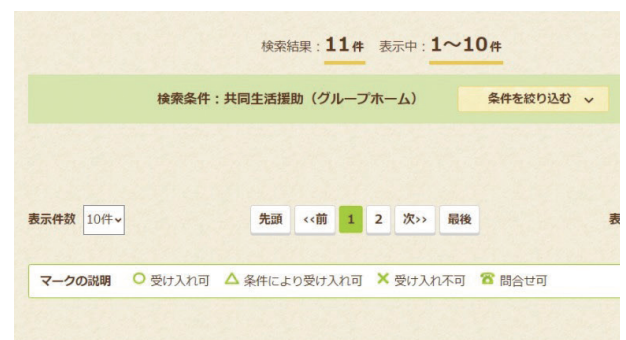 検索結果：11件 表示中：1〜10件
検索条件：共同生活援助（グループホーム） 条件を絞り込む
表示件数 10件 先頭 <<前 1 2 次>> 最後 表
マークの説明 ○ 受け入れ可 △ 条件により受け入れ可 × 受け入れ不可 ☎ 問合せ可